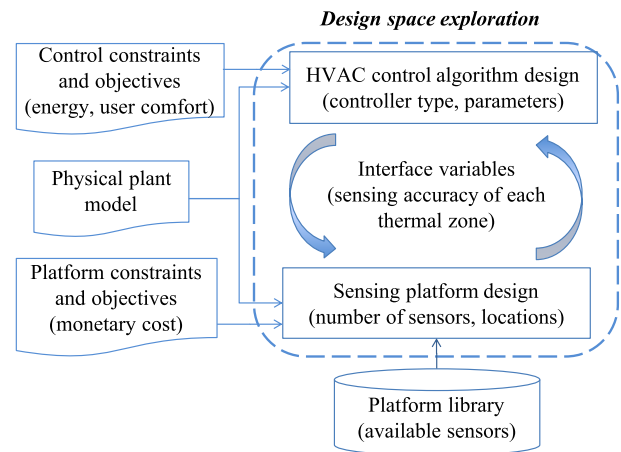 Design space exploration
Control constraints
and objectives
(energy, user comfort)
HVAC control algorithm design
(controller type, parameters)
Physical plant
model
Interface variables
(sensing accuracy of each
thermal zone)
Platform constraints
and objectives
(monetary cost)
Sensing platform design
(number of sensors, locations)
Platform library
(available sensors)